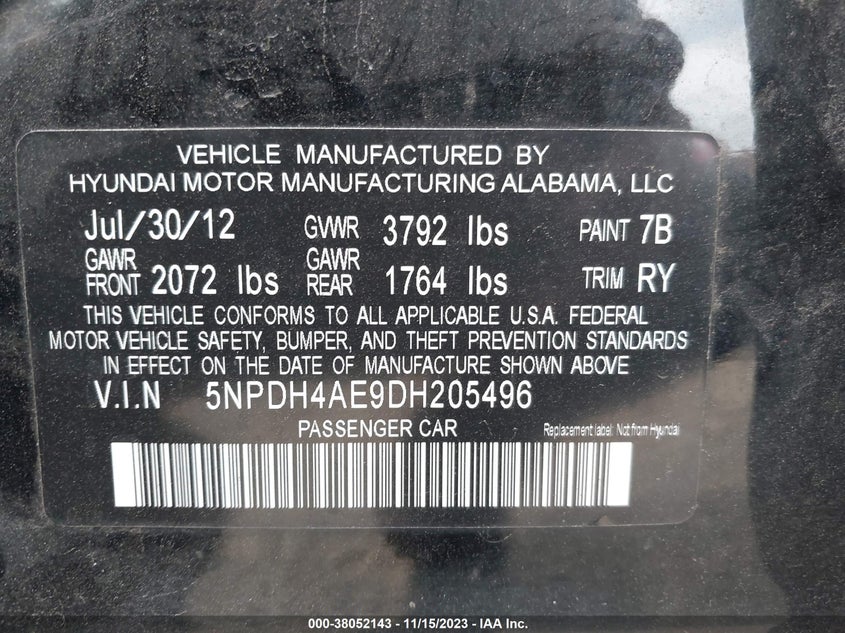 VEHICLE MANUFACTURED BY
HYUNDAI MOTOR MANUFACTURING ALABAMA, LLC
Jul/30/12 GVWR 3792 lbs PAINT 7B
GAWR FRONT 2072 lbs GAWR REAR 1764 lbs TRIM RY
THIS VEHICLE CONFORMS TO ALL APPLICABLE U.S.A. FEDERAL
MOTOR VEHICLE SAFETY, BUMPER, AND THEFT PREVENTION STANDARDS
IN EFFECT ON THE DATE OF MANUFACTURE SHOWN ABOVE
V.I.N 5NPDH4AE9DH205496
PASSENGER CAR Replacement label: Not from Hyundai
000-38052143 - 11/15/2023 - IAA Inc.